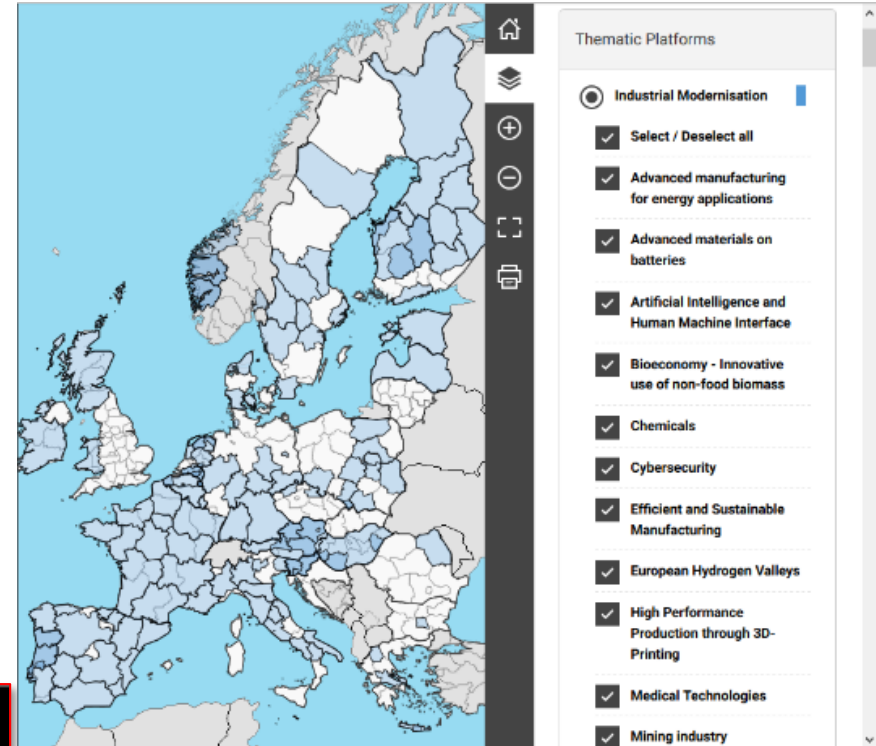 Thematic Platforms
Industrial Modernisation
Select / Deselect all
Advanced manufacturing
for energy applications
Advanced materials on
batteries
Artificial Intelligence and
Human Machine Interface
Bioeconomy - Innovative
use of non-food biomass
Chemicals
Cybersecurity
Efficient and Sustainable
Manufacturing
European Hydrogen Valleys
High Performance
Production through 3D-
Printing
Medical Technologies
Mining industry